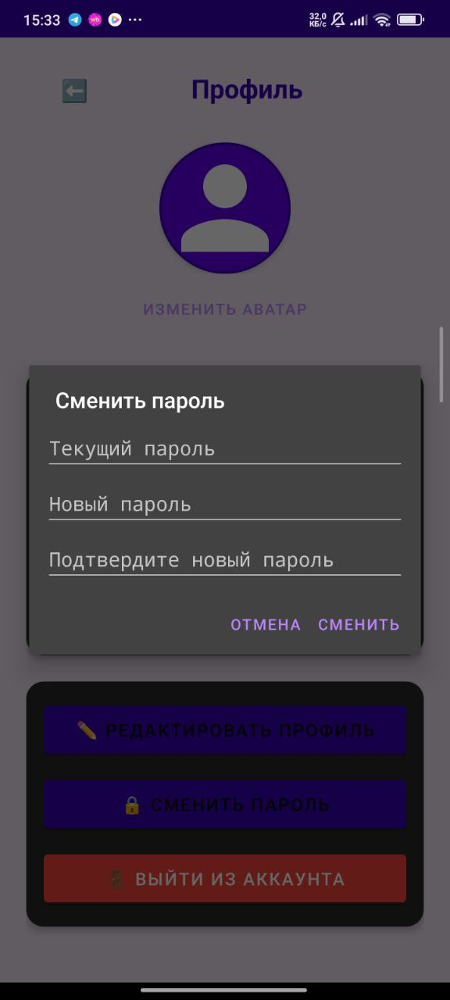 15:33
32,0
КБ/с
Профиль
ИЗМЕНИТЬ АВАТАР
Сменить пароль
Текущий пароль
Новый пароль
Подтвердите новый пароль
ОТМЕНА СМЕНИТЬ
РЕДАКТИРОВАТЬ ПРОФИЛЬ
СМЕНИТЬ ПАРОЛЬ
ВЫЙТИ ИЗ АККАУНТА